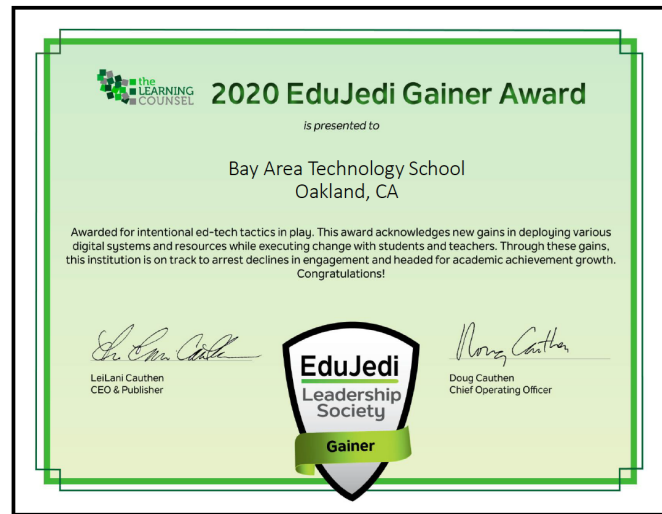 the
LEARNING
COUNSEL
2020 EduJedi Gainer Award
is presented to
Bay Area Technology School
Oakland, CA
Awarded for intentional ed-tech tactics in play. This award acknowledges new gains in deploying various
digital systems and resources while executing change with students and teachers. Through these gains,
this institution is on track to arrest declines in engagement and headed for academic achievement growth.
Congratulations!
LeiLani Cauthen
CEO & Publisher
EduJedi
Leadership
Society
Gainer
Doug Cauthen
Doug Cauthen
Chief Operating Officer